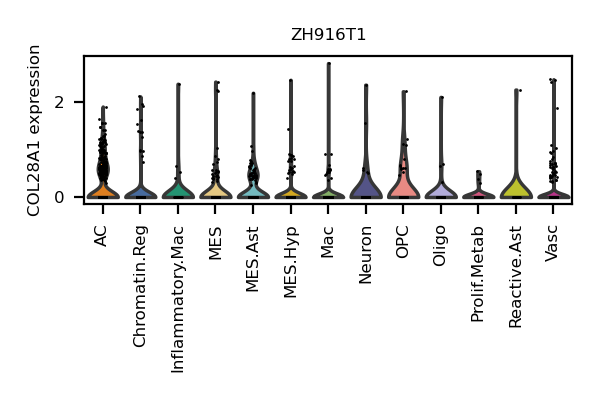 ZH916T1
COL28A1 expression
2
0
AC
Chromatin.Reg
Inflammatory.Mac
MES
MES.Ast
MES.Hyp
Mac
Neuron
OPC
Oligo
Prolif.Metab
Reactive.Ast
Vasc